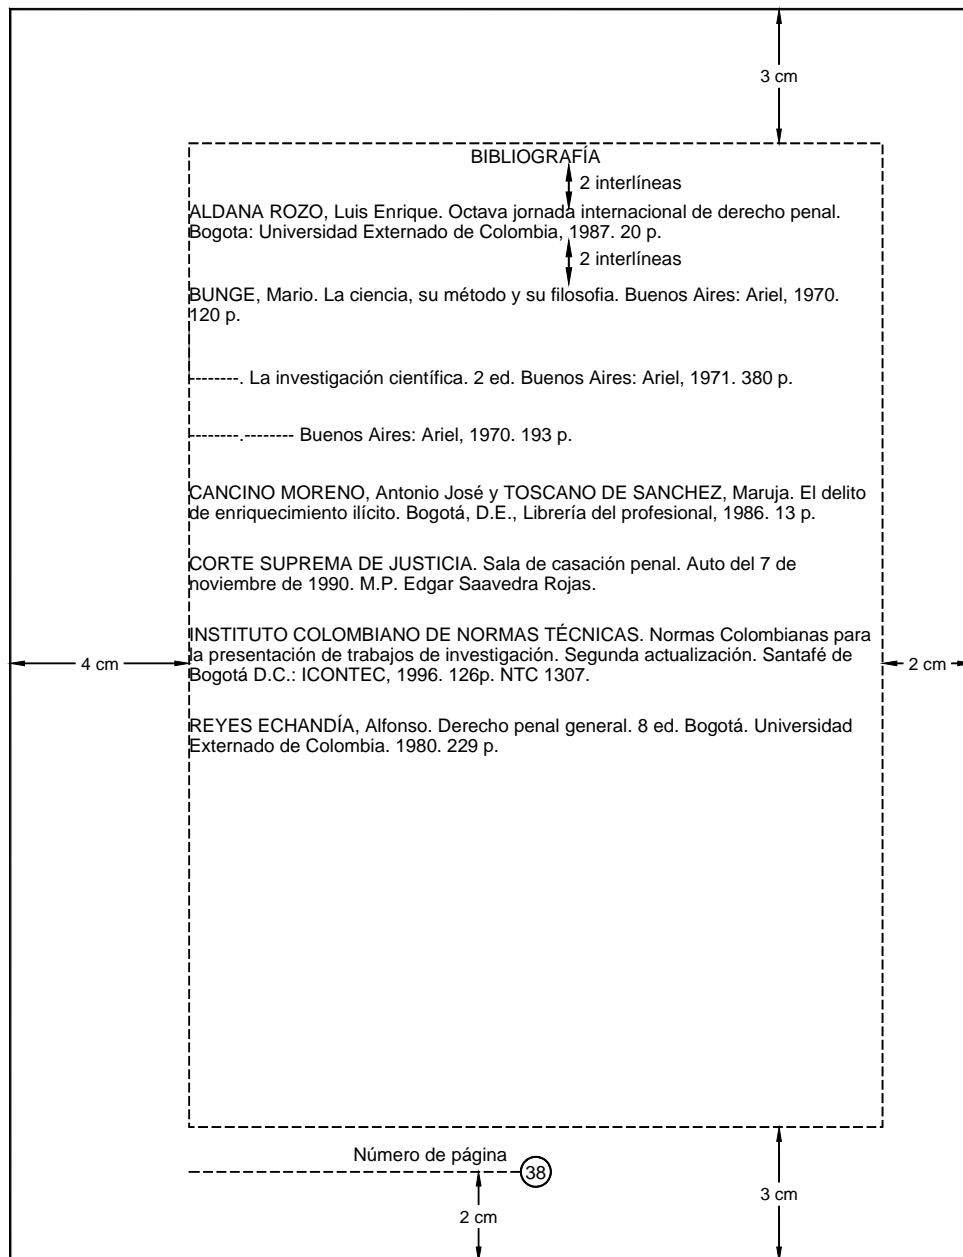 3 cm
BIBLIOGRAFÍA
2 interlíneas
ALDANA ROZO, Luis Enrique. Octava jornada internacional de derecho penal.
Bogota: Universidad Externado de Colombia, 1987. 20 p.
2 interlíneas
BUNGE, Mario. La ciencia, su método y su filosofia. Buenos Aires: Ariel, 1970.
120 p.
--------. La investigación científica. 2 ed. Buenos Aires: Ariel, 1971. 380 p.
--------.-------- Buenos Aires: Ariel, 1970. 193 p.
CANCINO MORENO, Antonio José y TOSCANO DE SANCHEZ, Maruja. El delito
de enriquecimiento ilícito. Bogotá, D.E., Librería del profesional, 1986. 13 p.
CORTE SUPREMA DE JUSTICIA. Sala de casación penal. Auto del 7 de
noviembre de 1990. M.P. Edgar Saavedra Rojas.
INSTITUTO COLOMBIANO DE NORMAS TÉCNICAS. Normas Colombianas para
la presentación de trabajos de investigación. Segunda actualización. Santafé de
Bogotá D.C.: ICONTEC, 1996. 126p. NTC 1307.
4 cm
2 cm
REYES ECHANDÍA, Alfonso. Derecho penal general. 8 ed. Bogotá. Universidad
Externado de Colombia. 1980. 229 p.
Número de página
38
2 cm
3 cm